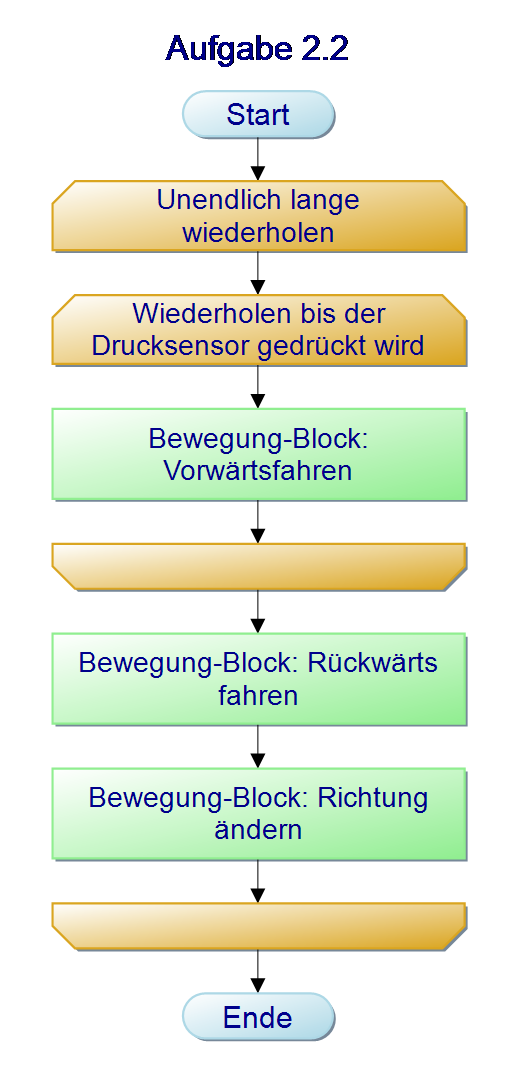 Aufgabe 2.2
Start
Unendlich lange
wiederholen
Wiederholen bis der
Drucksensor gedrückt wird
Bewegung-Block:
Vorwärtsfahren
Bewegung-Block: Rückwärts
fahren
Bewegung-Block: Richtung
ändern
Ende